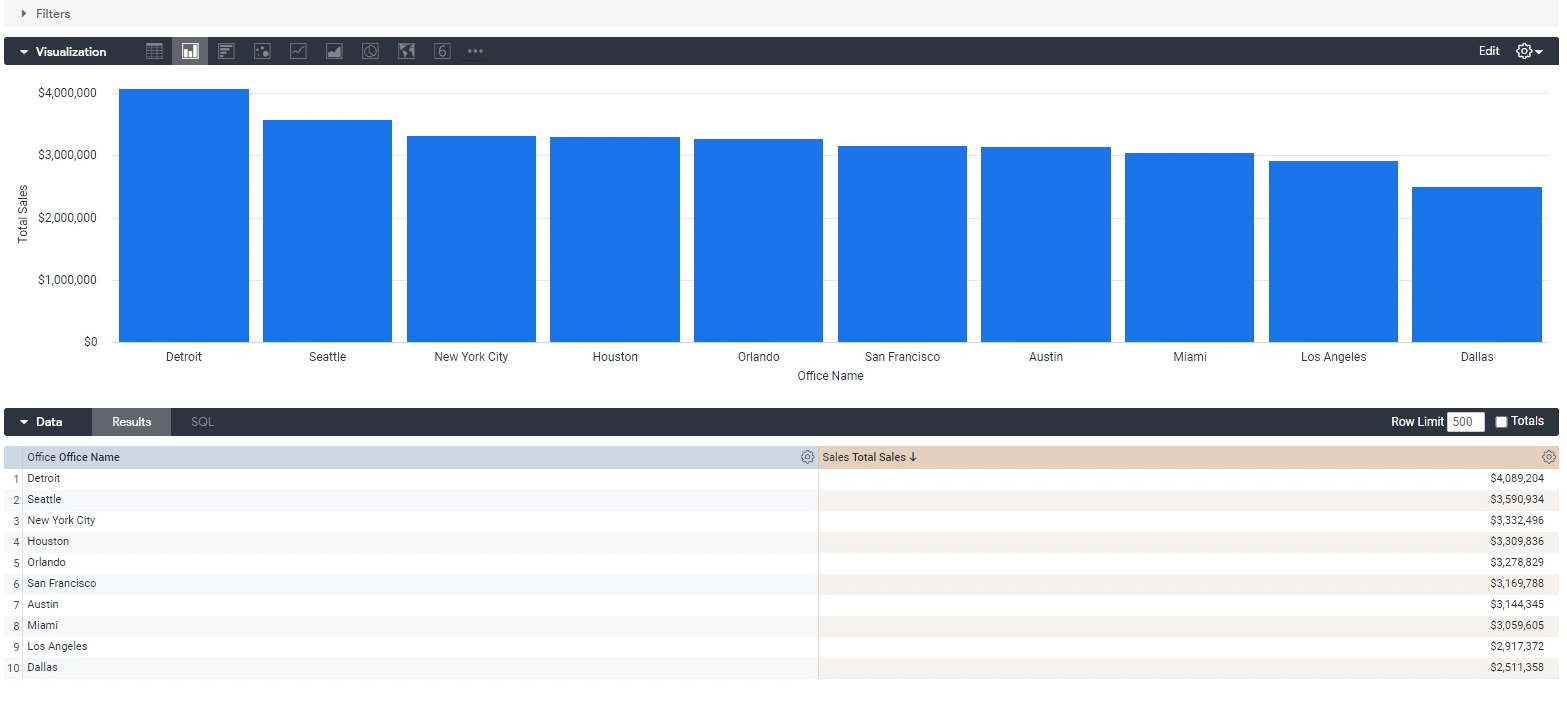 Filters
Visualization 6 Edit
$4,000,000
$3,000,000
$2,000,000
$1,000,000
$0
Total Sales
Detroit Seattle New York City Houston Orlando San Francisco Austin Miami Los Angeles Dallas
Office Name
Data Results SQL Row Limit 500 Totals
Office Office Name Sales Total Sales ↓
1 Detroit $4,089,204
2 Seattle $3,590,934
3 New York City $3,332,496
4 Houston $3,309,836
5 Orlando $3,278,829
6 San Francisco $3,169,788
7 Austin $3,144,345
8 Miami $3,059,605
9 Los Angeles $2,917,372
10 Dallas $2,511,358